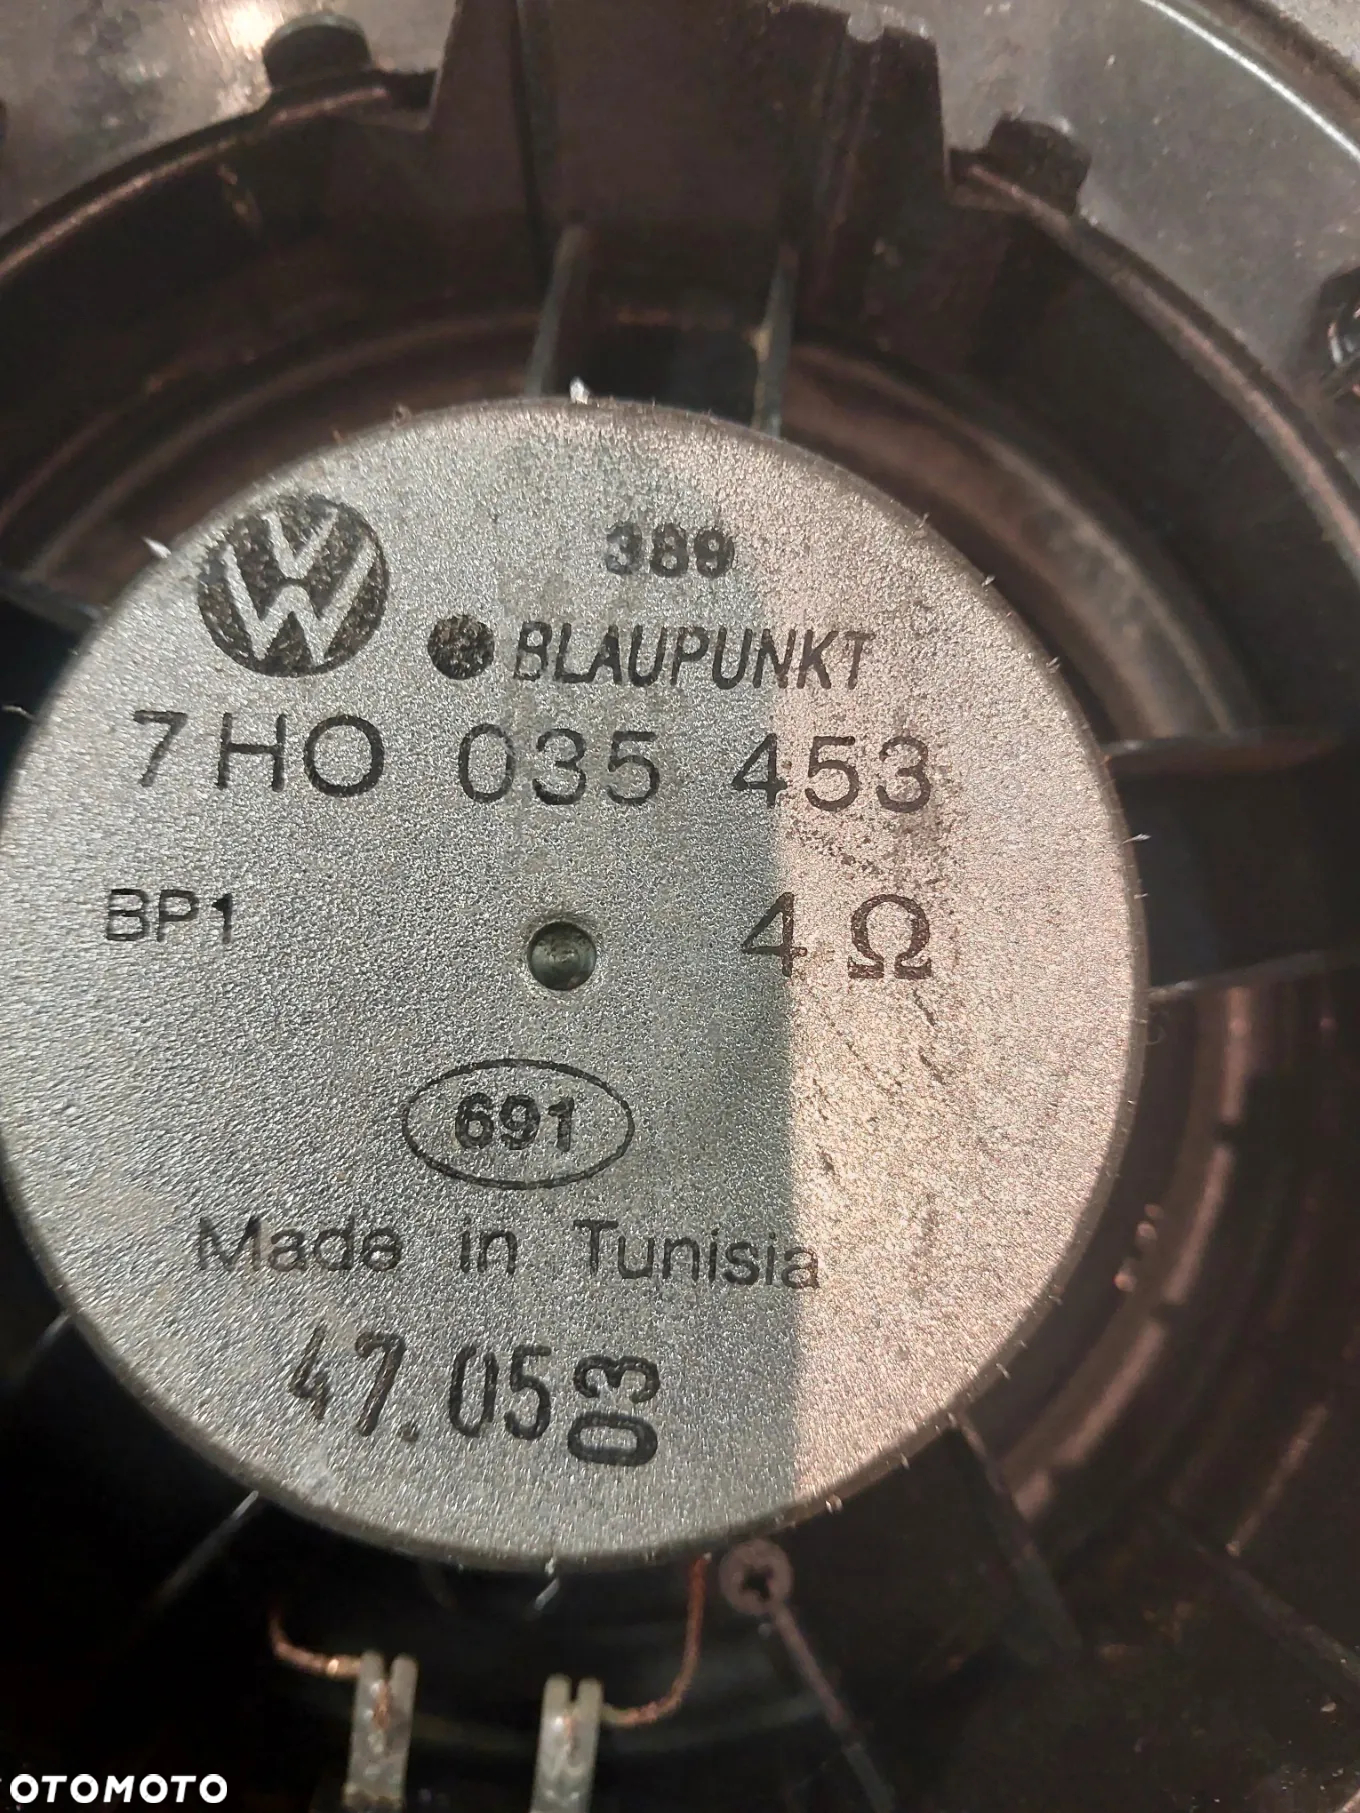 389
BLAUPUNKT
7HO 035 453
BP1 4 Ω
691
Made in Tunisia
47.05 03
OTOMOTO